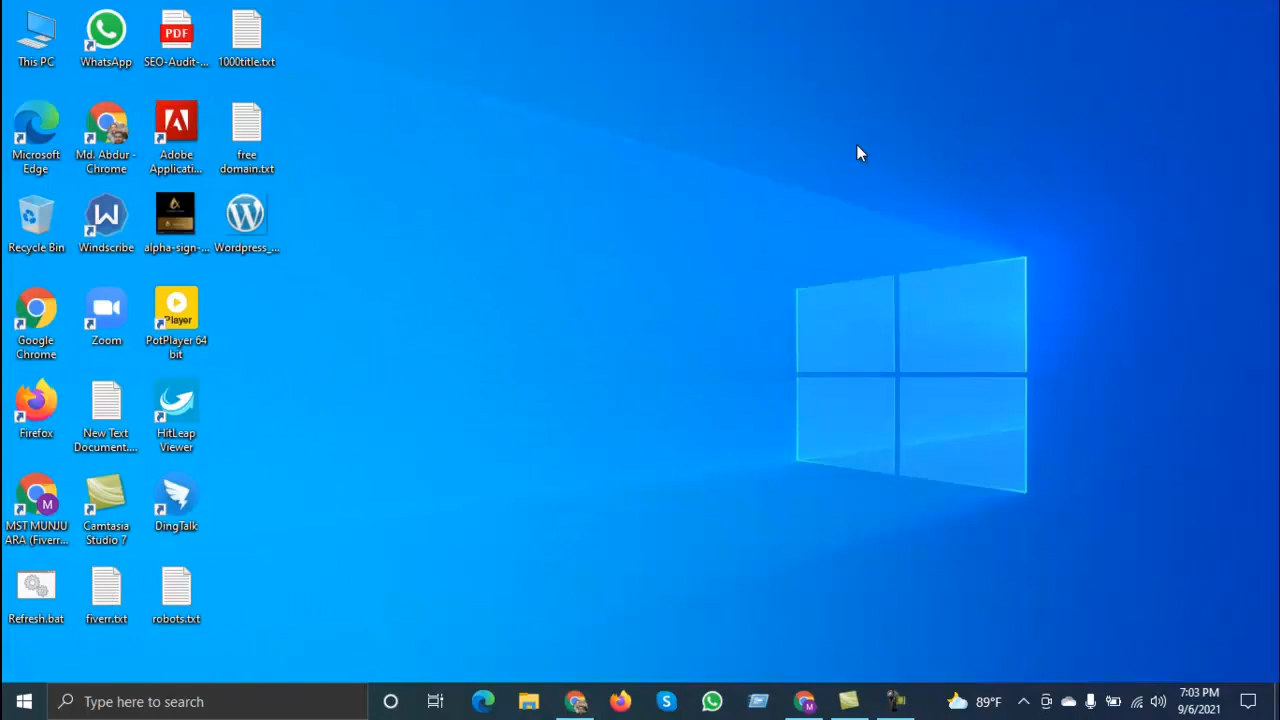 This PC
WhatsApp
PDF
SEO-Audit-...
1000title.txt
Microsoft
Edge
Md. Abdur -
Chrome
Adobe
Applicati...
free
domain.txt
Recycle Bin
Windscribe
alpha-sign-...
Wordpress_...
Google
Chrome
Zoom
Player
PotPlayer 64
bit
Firefox
New Text
Document....
HitLeap
Viewer
M
MST MUNJU
ARA (Fiverr...
Camtasia
Studio 7
DingTalk
Refresh.bat
fiverr.txt
robots.txt
Type here to search
89°F
7:03 PM
9/6/2021